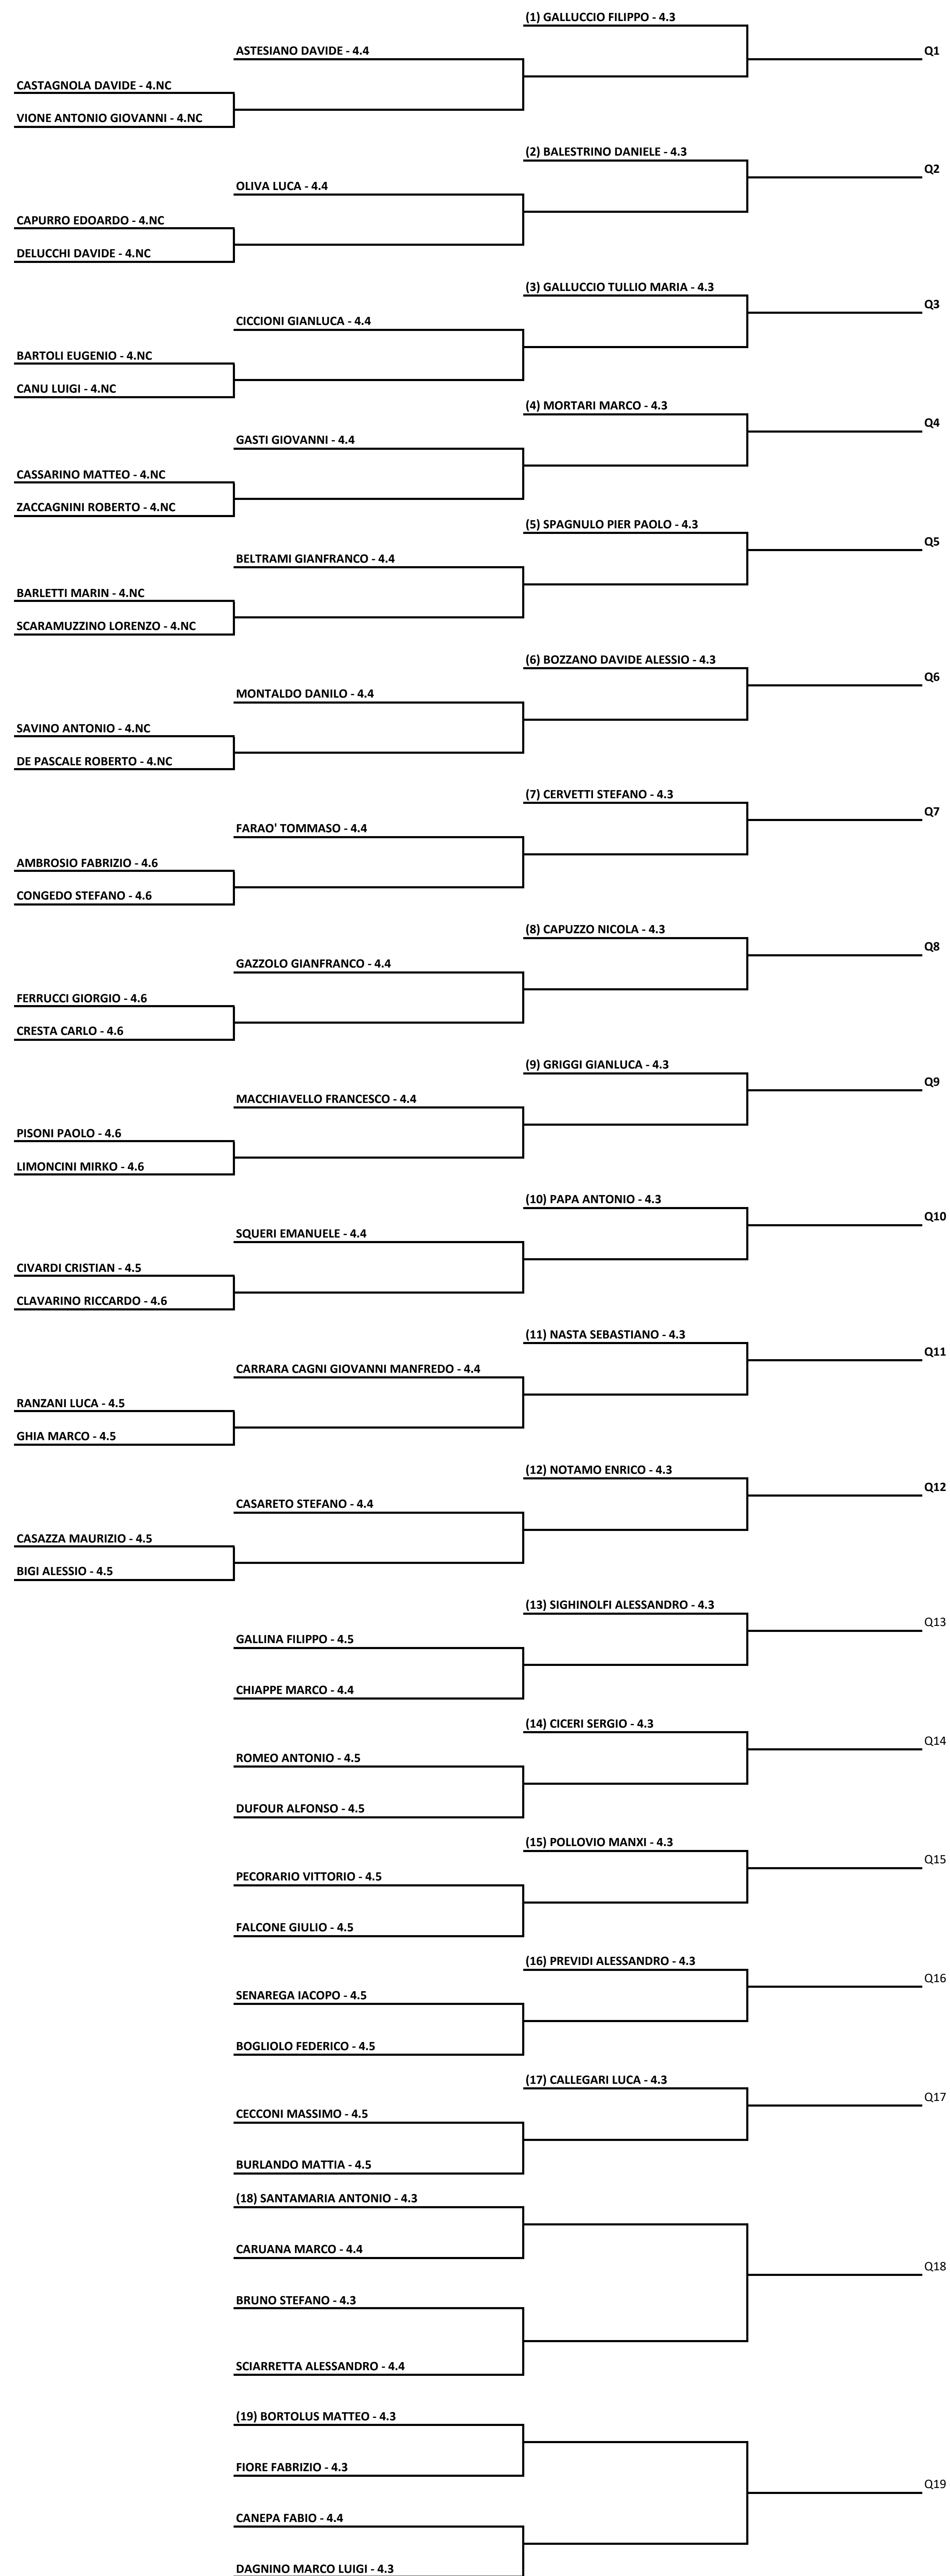 (1) GALLUCCIO FILIPPO - 4.3
ASTESIANO DAVIDE - 4.4
Q1
CASTAGNOLA DAVIDE - 4.NC
VIONE ANTONIO GIOVANNI - 4.NC
(2) BALESTRINO DANIELE - 4.3
Q2
OLIVA LUCA - 4.4
CAPURRO EDOARDO - 4.NC
DELUCCHI DAVIDE - 4.NC
(3) GALLUCCIO TULLIO MARIA - 4.3
Q3
CICCIONI GIANLUCA - 4.4
BARTOLI EUGENIO - 4.NC
CANU LUIGI - 4.NC
(4) MORTARI MARCO - 4.3
Q4
GASTI GIOVANNI - 4.4
CASSARINO MATTEO - 4.NC
ZACCAGNINI ROBERTO - 4.NC
(5) SPAGNULO PIER PAOLO - 4.3
Q5
BELTRAMI GIANFRANCO - 4.4
BARLETTI MARIN - 4.NC
SCARAMUZZINO LORENZO - 4.NC
(6) BOZZANO DAVIDE ALESSIO - 4.3
Q6
MONTALDO DANILO - 4.4
SAVINO ANTONIO - 4.NC
DE PASCALE ROBERTO - 4.NC
(7) CERVETTI STEFANO - 4.3
Q7
FARAO' TOMMASO - 4.4
AMBROSIO FABRIZIO - 4.6
CONGEDO STEFANO - 4.6
(8) CAPUZZO NICOLA - 4.3
Q8
GAZZOLO GIANFRANCO - 4.4
FERRUCCI GIORGIO - 4.6
CRESTA CARLO - 4.6
(9) GRIGGI GIANLUCA - 4.3
Q9
MACCHIAVELLO FRANCESCO - 4.4
PISONI PAOLO - 4.6
LIMONCINI MIRKO - 4.6
(10) PAPA ANTONIO - 4.3
Q10
SQUERI EMANUELE - 4.4
CIVARDI CRISTIAN - 4.5
CLAVARINO RICCARDO - 4.6
(11) NASTA SEBASTIANO - 4.3
Q11
CARRARA CAGNI GIOVANNI MANFREDO - 4.4
RANZANI LUCA - 4.5
GHIA MARCO - 4.5
(12) NOTAMO ENRICO - 4.3
Q12
CASARETO STEFANO - 4.4
CASAZZA MAURIZIO - 4.5
BIGI ALESSIO - 4.5
(13) SIGHINOLFI ALESSANDRO - 4.3
Q13
GALLINA FILIPPO - 4.5
CHIAPPE MARCO - 4.4
(14) CICERI SERGIO - 4.3
Q14
ROMEO ANTONIO - 4.5
DUFOUR ALFONSO - 4.5
(15) POLLOVIO MANXI - 4.3
Q15
PECORARIO VITTORIO - 4.5
FALCONE GIULIO - 4.5
(16) PREVIDI ALESSANDRO - 4.3
Q16
SENAREGA IACOPO - 4.5
BOGLIOLO FEDERICO - 4.5
(17) CALLEGARI LUCA - 4.3
Q17
CECCONI MASSIMO - 4.5
BURLANDO MATTIA - 4.5
(18) SANTAMARIA ANTONIO - 4.3
CARUANA MARCO - 4.4
Q18
BRUNO STEFANO - 4.3
SCIARRETTA ALESSANDRO - 4.4
(19) BORTOLUS MATTEO - 4.3
FIORE FABRIZIO - 4.3
Q19
CANEPA FABIO - 4.4
DAGNINO MARCO LUIGI - 4.3